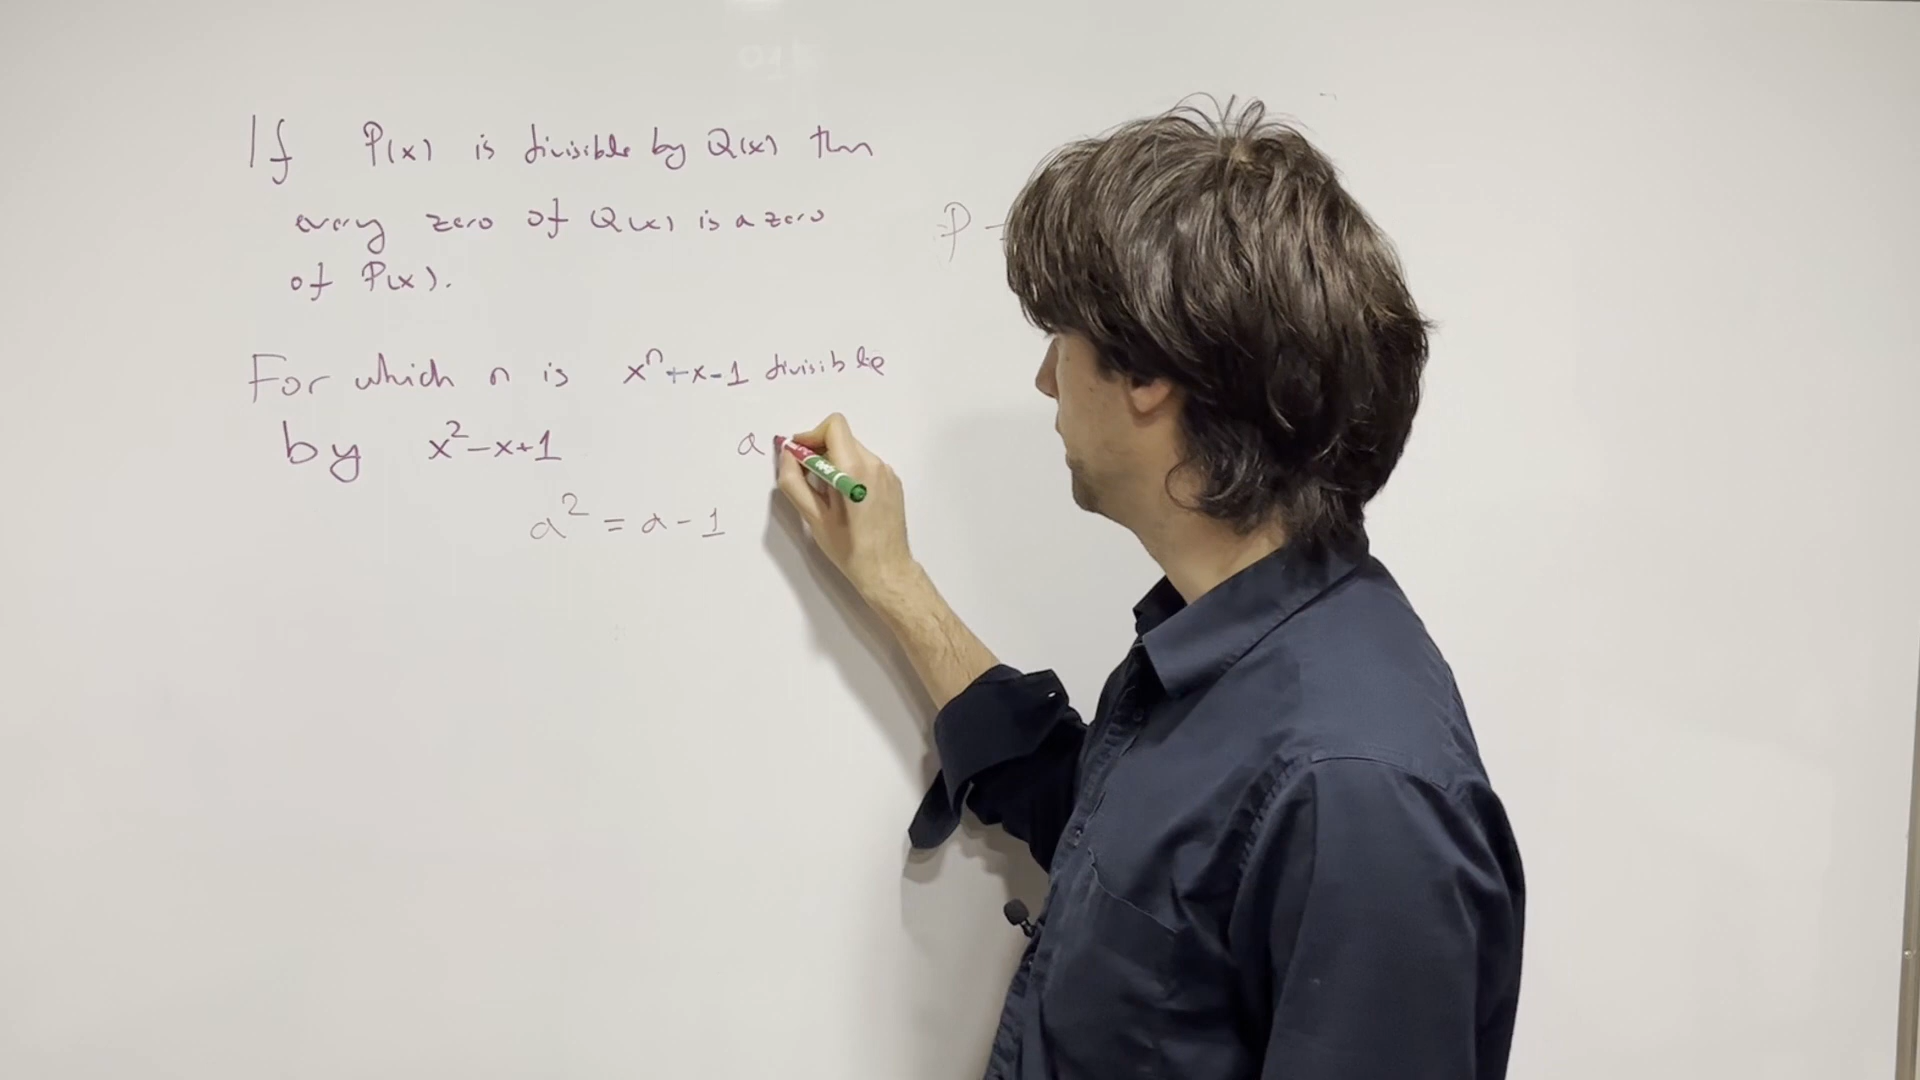 If P(x) is divisible by Q(x) then
every zero of Q(x) is a zero
of P(x).
P -
For which n is xⁿ+x-1 divisible
by x²-x+1
a
a² = a - 1